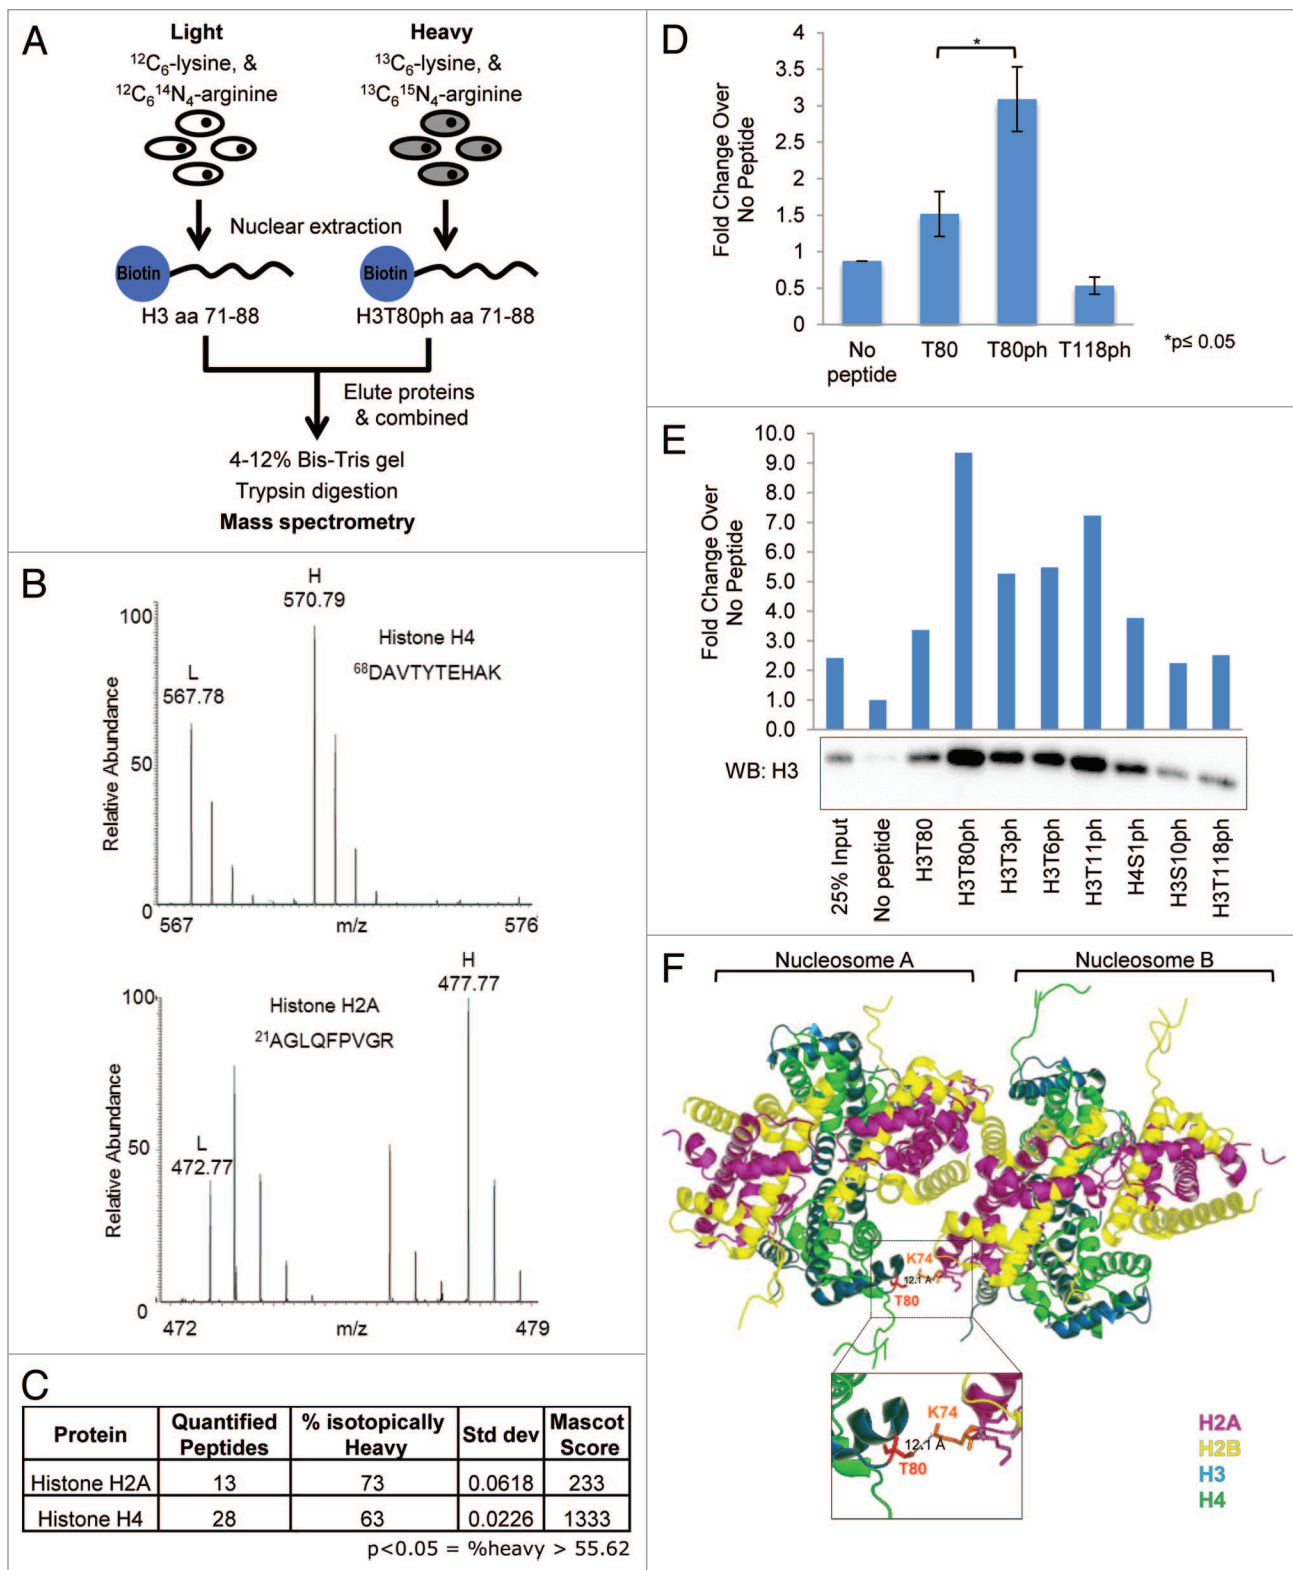 A
Light
¹²C₆-lysine, &
¹²C₆¹⁴N₄-arginine
Heavy
¹³C₆-lysine, &
¹³C₆¹⁵N₄-arginine
Nuclear extraction
Biotin
H3 aa 71-88
Biotin
H3T80ph aa 71-88
Elute proteins
& combined
4-12% Bis-Tris gel
Trypsin digestion
Mass spectrometry
B
Relative Abundance
100
50
0
L
567.78
H
570.79
Histone H4
⁶⁸DAVTYTEHAK
567
m/z
576
Relative Abundance
100
50
0
L
472.77
Histone H2A
²¹AGLQFPVGR
H
477.77
472
m/z
479
C
Protein
Quantified
Peptides
% isotopically
Heavy
Std dev
Mascot
Score
Histone H2A
13
73
0.0618
233
Histone H4
28
63
0.0226
1333
p<0.05 = %heavy > 55.62
D
Fold Change Over
No Peptide
4
3.5
3
2.5
2
1.5
1
0.5
0
*
No
peptide
T80
T80ph
T118ph
*p≤ 0.05
E
Fold Change Over
No Peptide
10.0
9.0
8.0
7.0
6.0
5.0
4.0
3.0
2.0
1.0
0.0
WB: H3
25% Input
No peptide
H3T80
H3T80ph
H3T3ph
H3T6ph
H3T11ph
H4S1ph
H3S10ph
H3T118ph
F
Nucleosome A
Nucleosome B
K74
12.1 Å
T80
K74
12.1 Å
T80
H2A
H2B
H3
H4